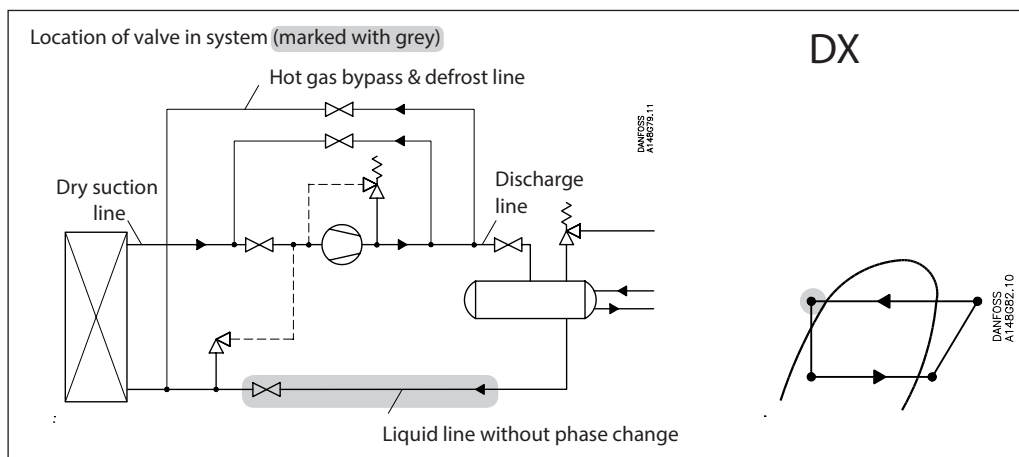 Location of valve in system (marked with grey)
DX
Hot gas bypass & defrost line
DANFOSS
A148G79.11
Dry suction
line
Discharge
line
DANFOSS
A148G82.10
Liquid line without phase change